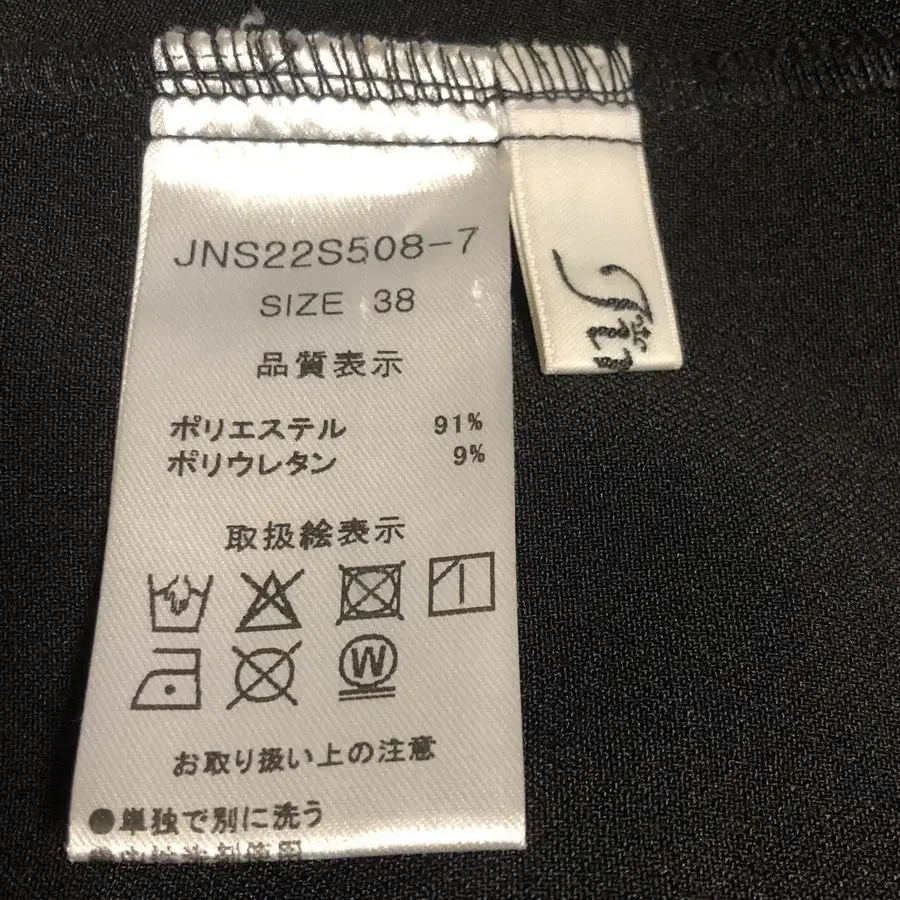 JNS22S508-7
SIZE 38
品質表示
ポリエステル 91%
ポリウレタン 9%
取扱絵表示
W
お取り扱い上の注意
●単独で別に洗う